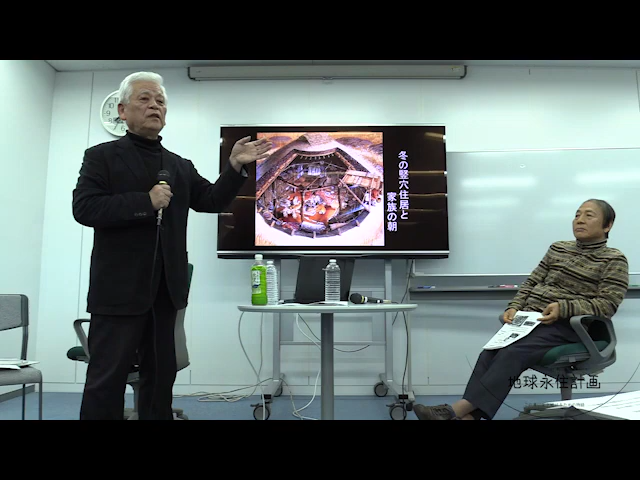 冬の竪穴住居と
家族の朝
地球永住計画